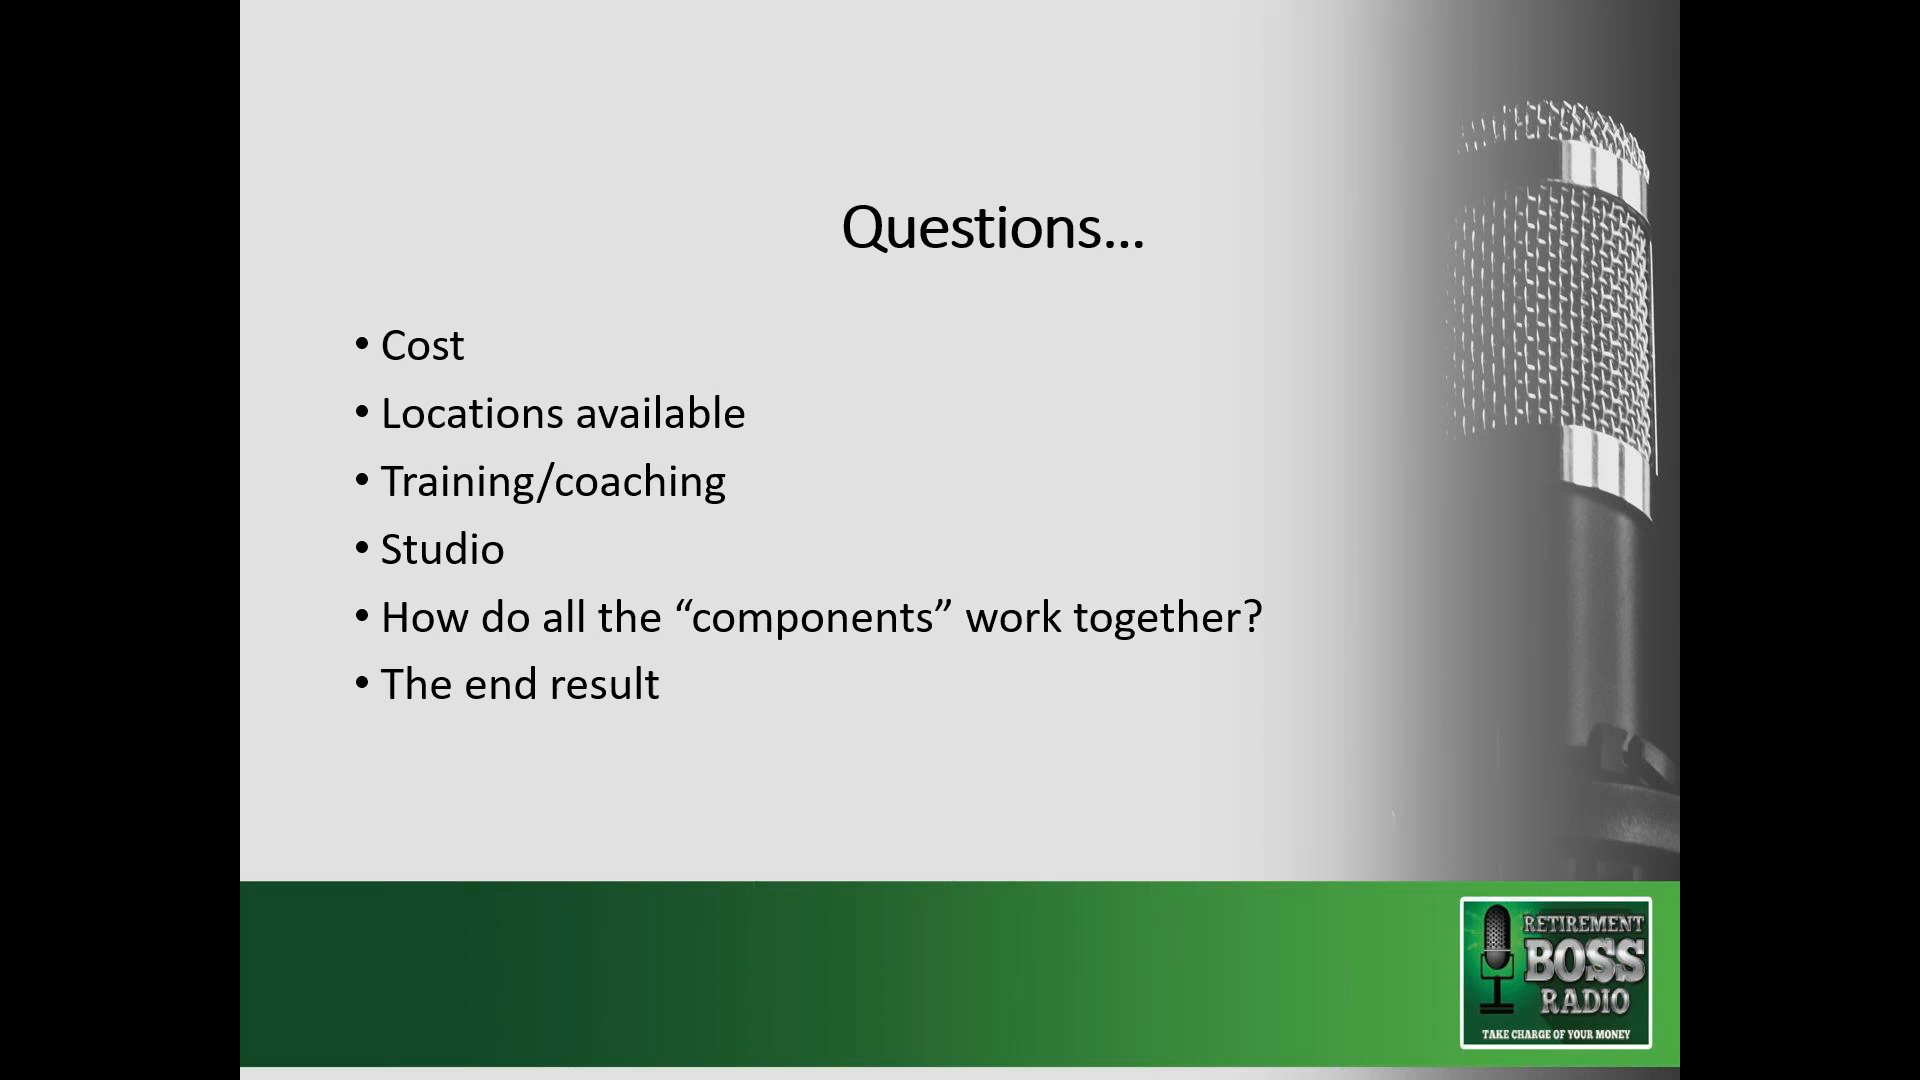 Questions…
• Cost
• Locations available
• Training/coaching
• Studio
• How do all the “components” work together?
• The end result
RETIREMENT
BOSS
RADIO
TAKE CHARGE OF YOUR MONEY